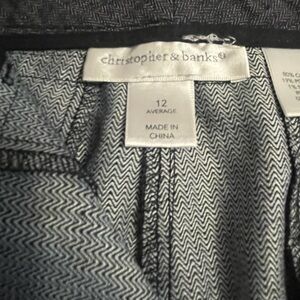 christopher & banks®
12
AVERAGE
MADE IN
CHINA